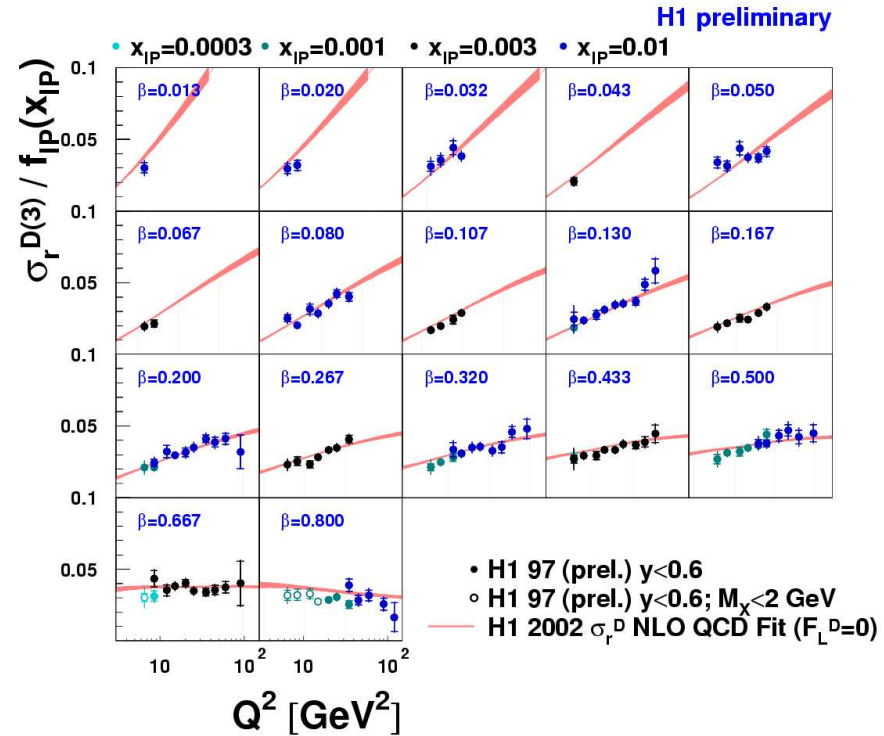 H1 preliminary
x_IP=0.0003 x_IP=0.001 x_IP=0.003 x_IP=0.01
σ_r^D(3) / f_IP(x_IP)
0.1
β=0.013 β=0.020 β=0.032 β=0.043 β=0.050
0.05
0.1
β=0.067 β=0.080 β=0.107 β=0.130 β=0.167
0.05
0.1
β=0.200 β=0.267 β=0.320 β=0.433 β=0.500
0.05
0.1
β=0.667 β=0.800
0.05
H1 97 (prel.) y<0.6
H1 97 (prel.) y<0.6; M_X<2 GeV
H1 2002 σ_r^D NLO QCD Fit (F_L^D=0)
10 10^2 10 10^2
Q^2 [GeV^2]